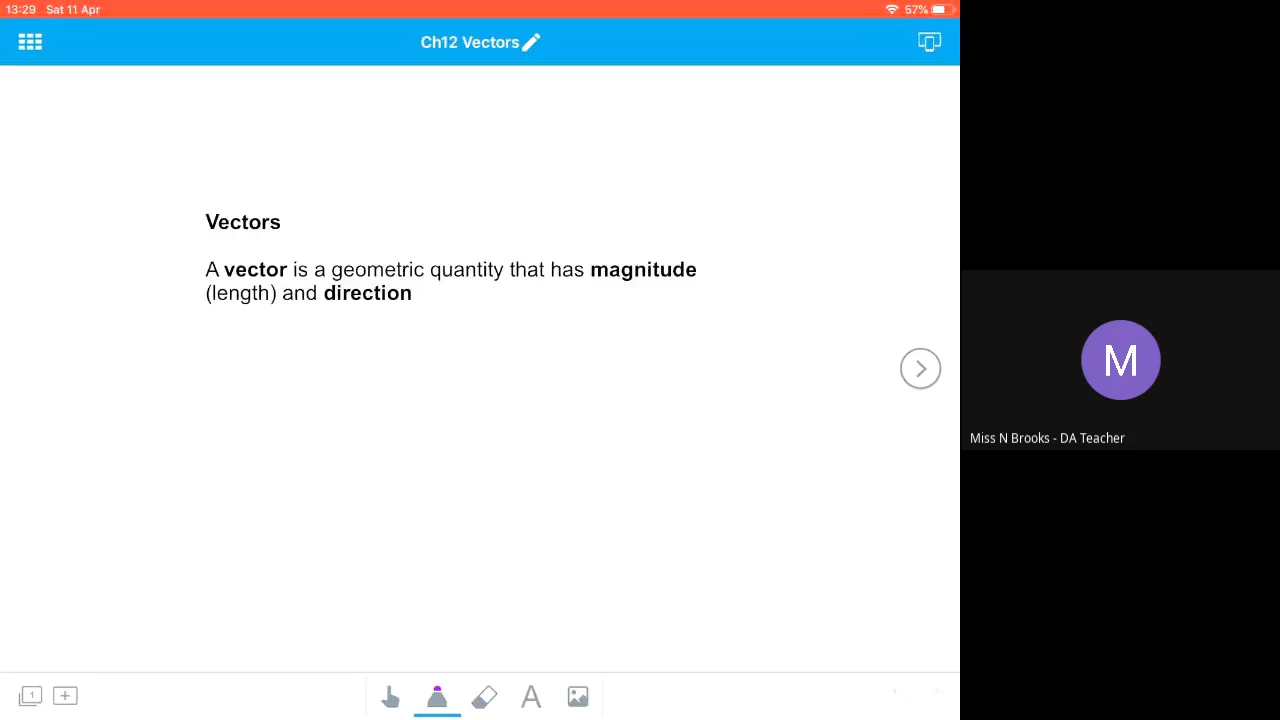 13:29 Sat 11 Apr 57%
Ch12 Vectors
Vectors
A vector is a geometric quantity that has magnitude
(length) and direction
M
Miss N Brooks - DA Teacher
1
A